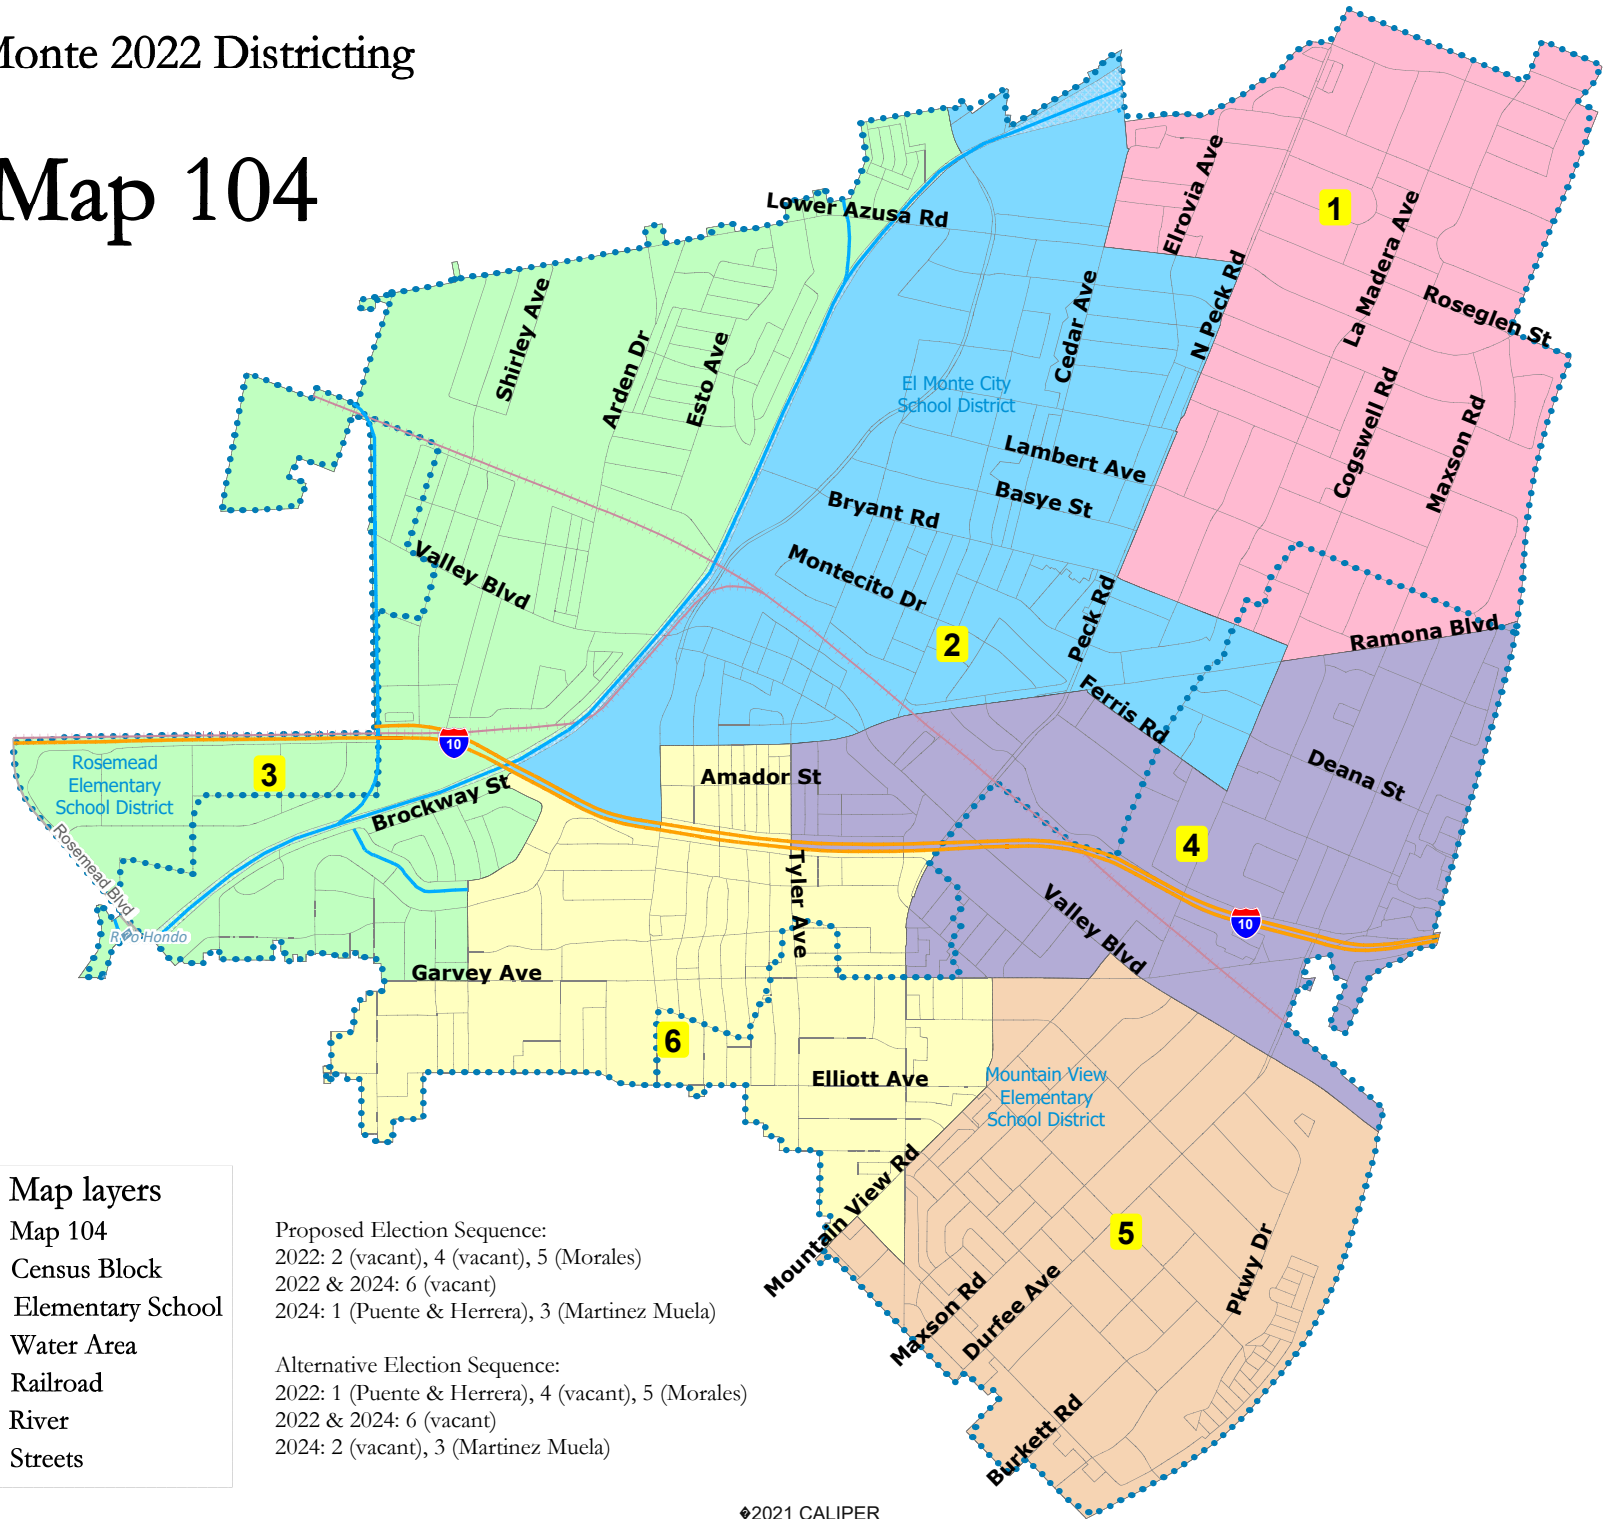 Monte 2022 Districting
Map 104
Lower Azusa Rd
Elrovia Ave
1
La Madera Ave
N Peck Rd
Roseglen St
Shirley Ave
Arden Dr
Esto Ave
Cedar Ave
El Monte City
School District
Cogswell Rd
Maxson Rd
Lambert Ave
Basye St
Bryant Rd
Montecito Dr
Valley Blvd
Peck Rd
2
Ramona Blvd
Ferris Rd
10
Rosemead
Elementary
School District
3
Brockway St
Amador St
Deana St
4
Rosemead Blvd
Tyler Ave
Valley Blvd
10
R�o Hondo
Garvey Ave
6
Elliott Ave
Mountain View
Elementary
School District
Mountain View Rd
5
Maxson Rd
Durfee Ave
Pkwy Dr
Burkett Rd
Map layers
Map 104
Census Block
Elementary School
Water Area
Railroad
River
Streets
Proposed Election Sequence:
2022: 2 (vacant), 4 (vacant), 5 (Morales)
2022 & 2024: 6 (vacant)
2024: 1 (Puente & Herrera), 3 (Martinez Muela)
Alternative Election Sequence:
2022: 1 (Puente & Herrera), 4 (vacant), 5 (Morales)
2022 & 2024: 6 (vacant)
2024: 2 (vacant), 3 (Martinez Muela)
�2021 CALIPER